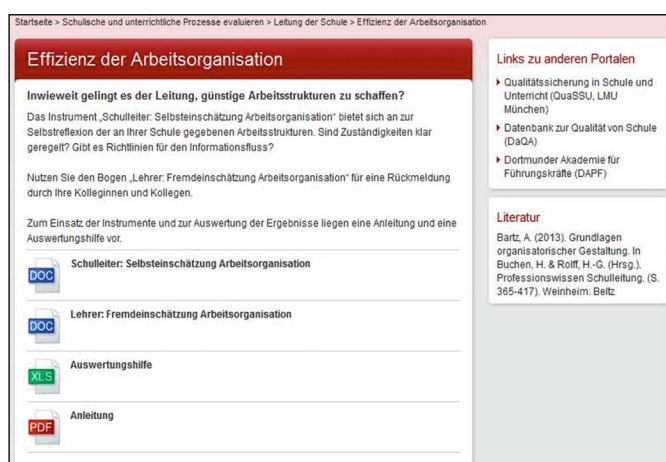 Startseite > Schulische und unterrichtliche Prozesse evaluieren > Leitung der Schule > Effizienz der Arbeitsorganisation
Effizienz der Arbeitsorganisation
Inwieweit gelingt es der Leitung, günstige Arbeitsstrukturen zu schaffen?
Das Instrument „Schulleiter: Selbsteinschätzung Arbeitsorganisation" bietet sich an zur
Selbstreflexion der an Ihrer Schule gegebenen Arbeitsstrukturen. Sind Zuständigkeiten klar
geregelt? Gibt es Richtlinien für den Informationsfluss?
Nutzen Sie den Bogen „Lehrer: Fremdeinschätzung Arbeitsorganisation" für eine Rückmeldung
durch Ihre Kolleginnen und Kollegen.
Zum Einsatz der Instrumente und zur Auswertung der Ergebnisse liegen eine Anleitung und eine
Auswertungshilfe vor.
DOC Schulleiter: Selbsteinschätzung Arbeitsorganisation
DOC Lehrer: Fremdeinschätzung Arbeitsorganisation
XLS Auswertungshilfe
PDF Anleitung
Links zu anderen Portalen
Qualitätssicherung in Schule und
Unterricht (QuaSSU, LMU
München)
Datenbank zur Qualität von Schule
(DaQA)
Dortmunder Akademie für
Führungskräfte (DAPF)
Literatur
Bartz, A. (2013). Grundlagen
organisatorischer Gestaltung. In
Buchen, H. & Rolff, H.-G. (Hrsg.).
Professionswissen Schulleitung. (S.
365-417). Weinheim: Beltz.